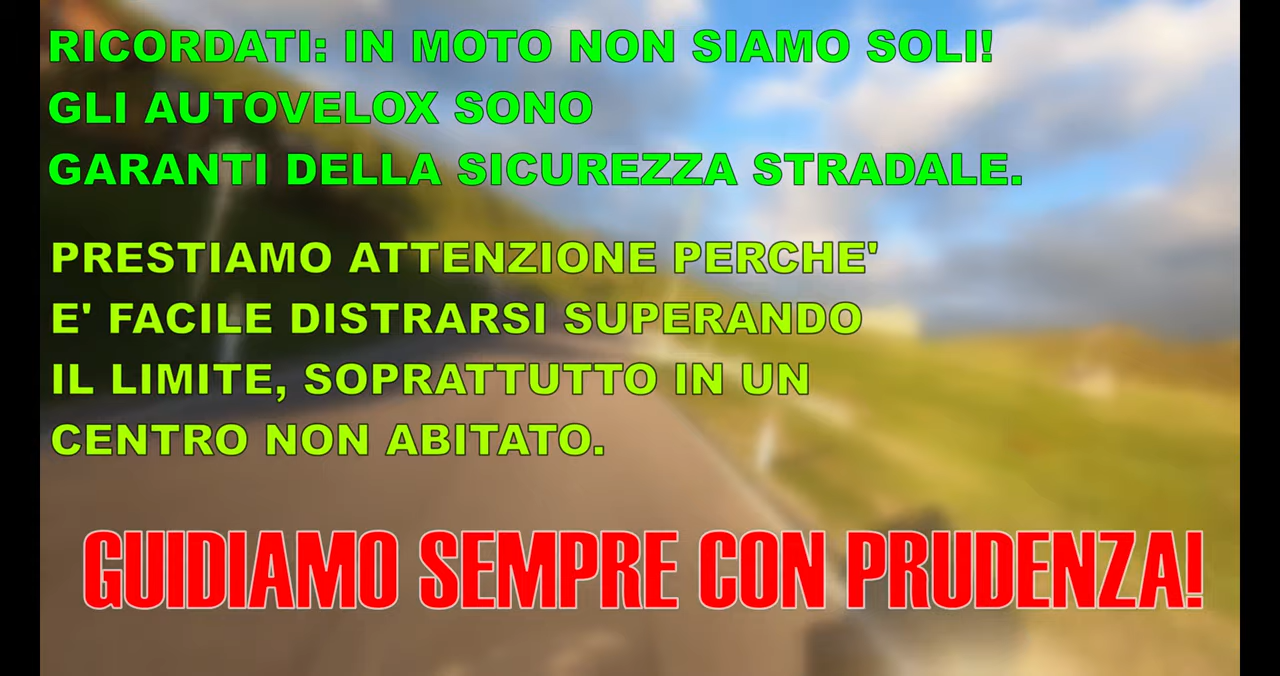 RICORDATI: IN MOTO NON SIAMO SOLI!
GLI AUTOVELOX SONO
GARANTI DELLA SICUREZZA STRADALE.
PRESTIAMO ATTENZIONE PERCHE'
E' FACILE DISTRARSI SUPERANDO
IL LIMITE, SOPRATTUTTO IN UN
CENTRO NON ABITATO.
GUIDIAMO SEMPRE CON PRUDENZA!